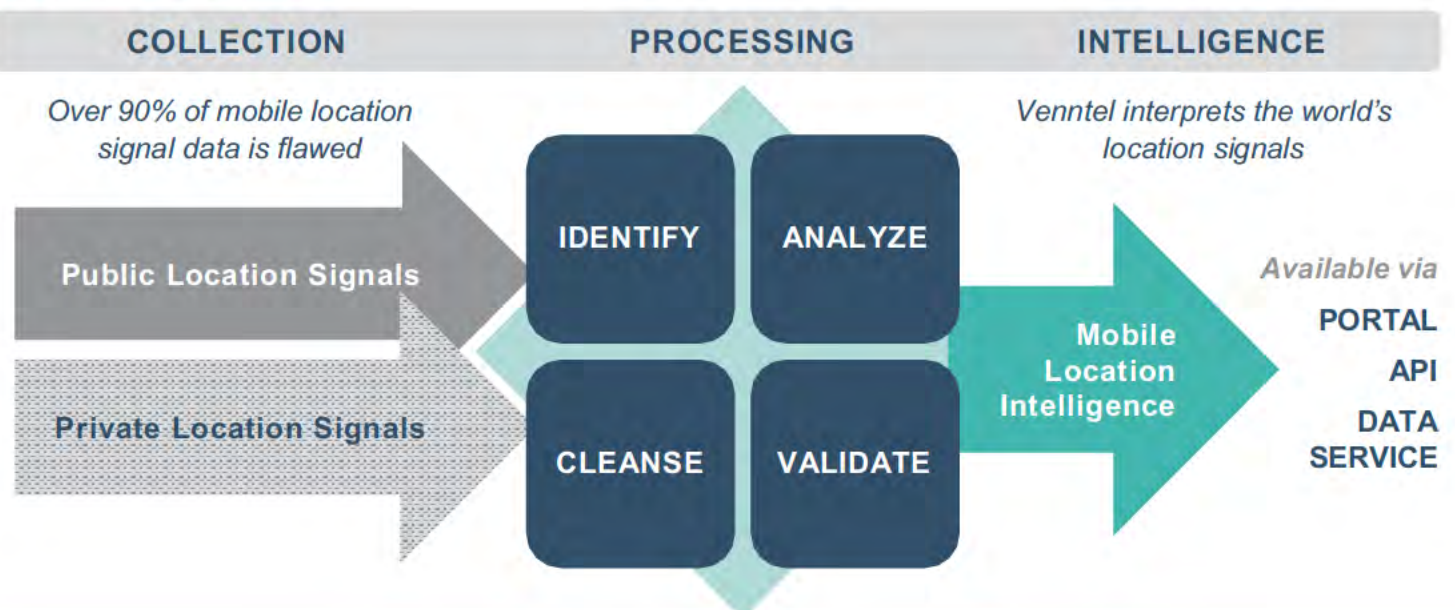 COLLECTION
PROCESSING
INTELLIGENCE
Over 90% of mobile location
signal data is flawed
Public Location Signals
Private Location Signals
IDENTIFY
ANALYZE
CLEANSE
VALIDATE
Venntel interprets the world’s
location signals
Mobile
Location
Intelligence
Available via
PORTAL
API
DATA
SERVICE